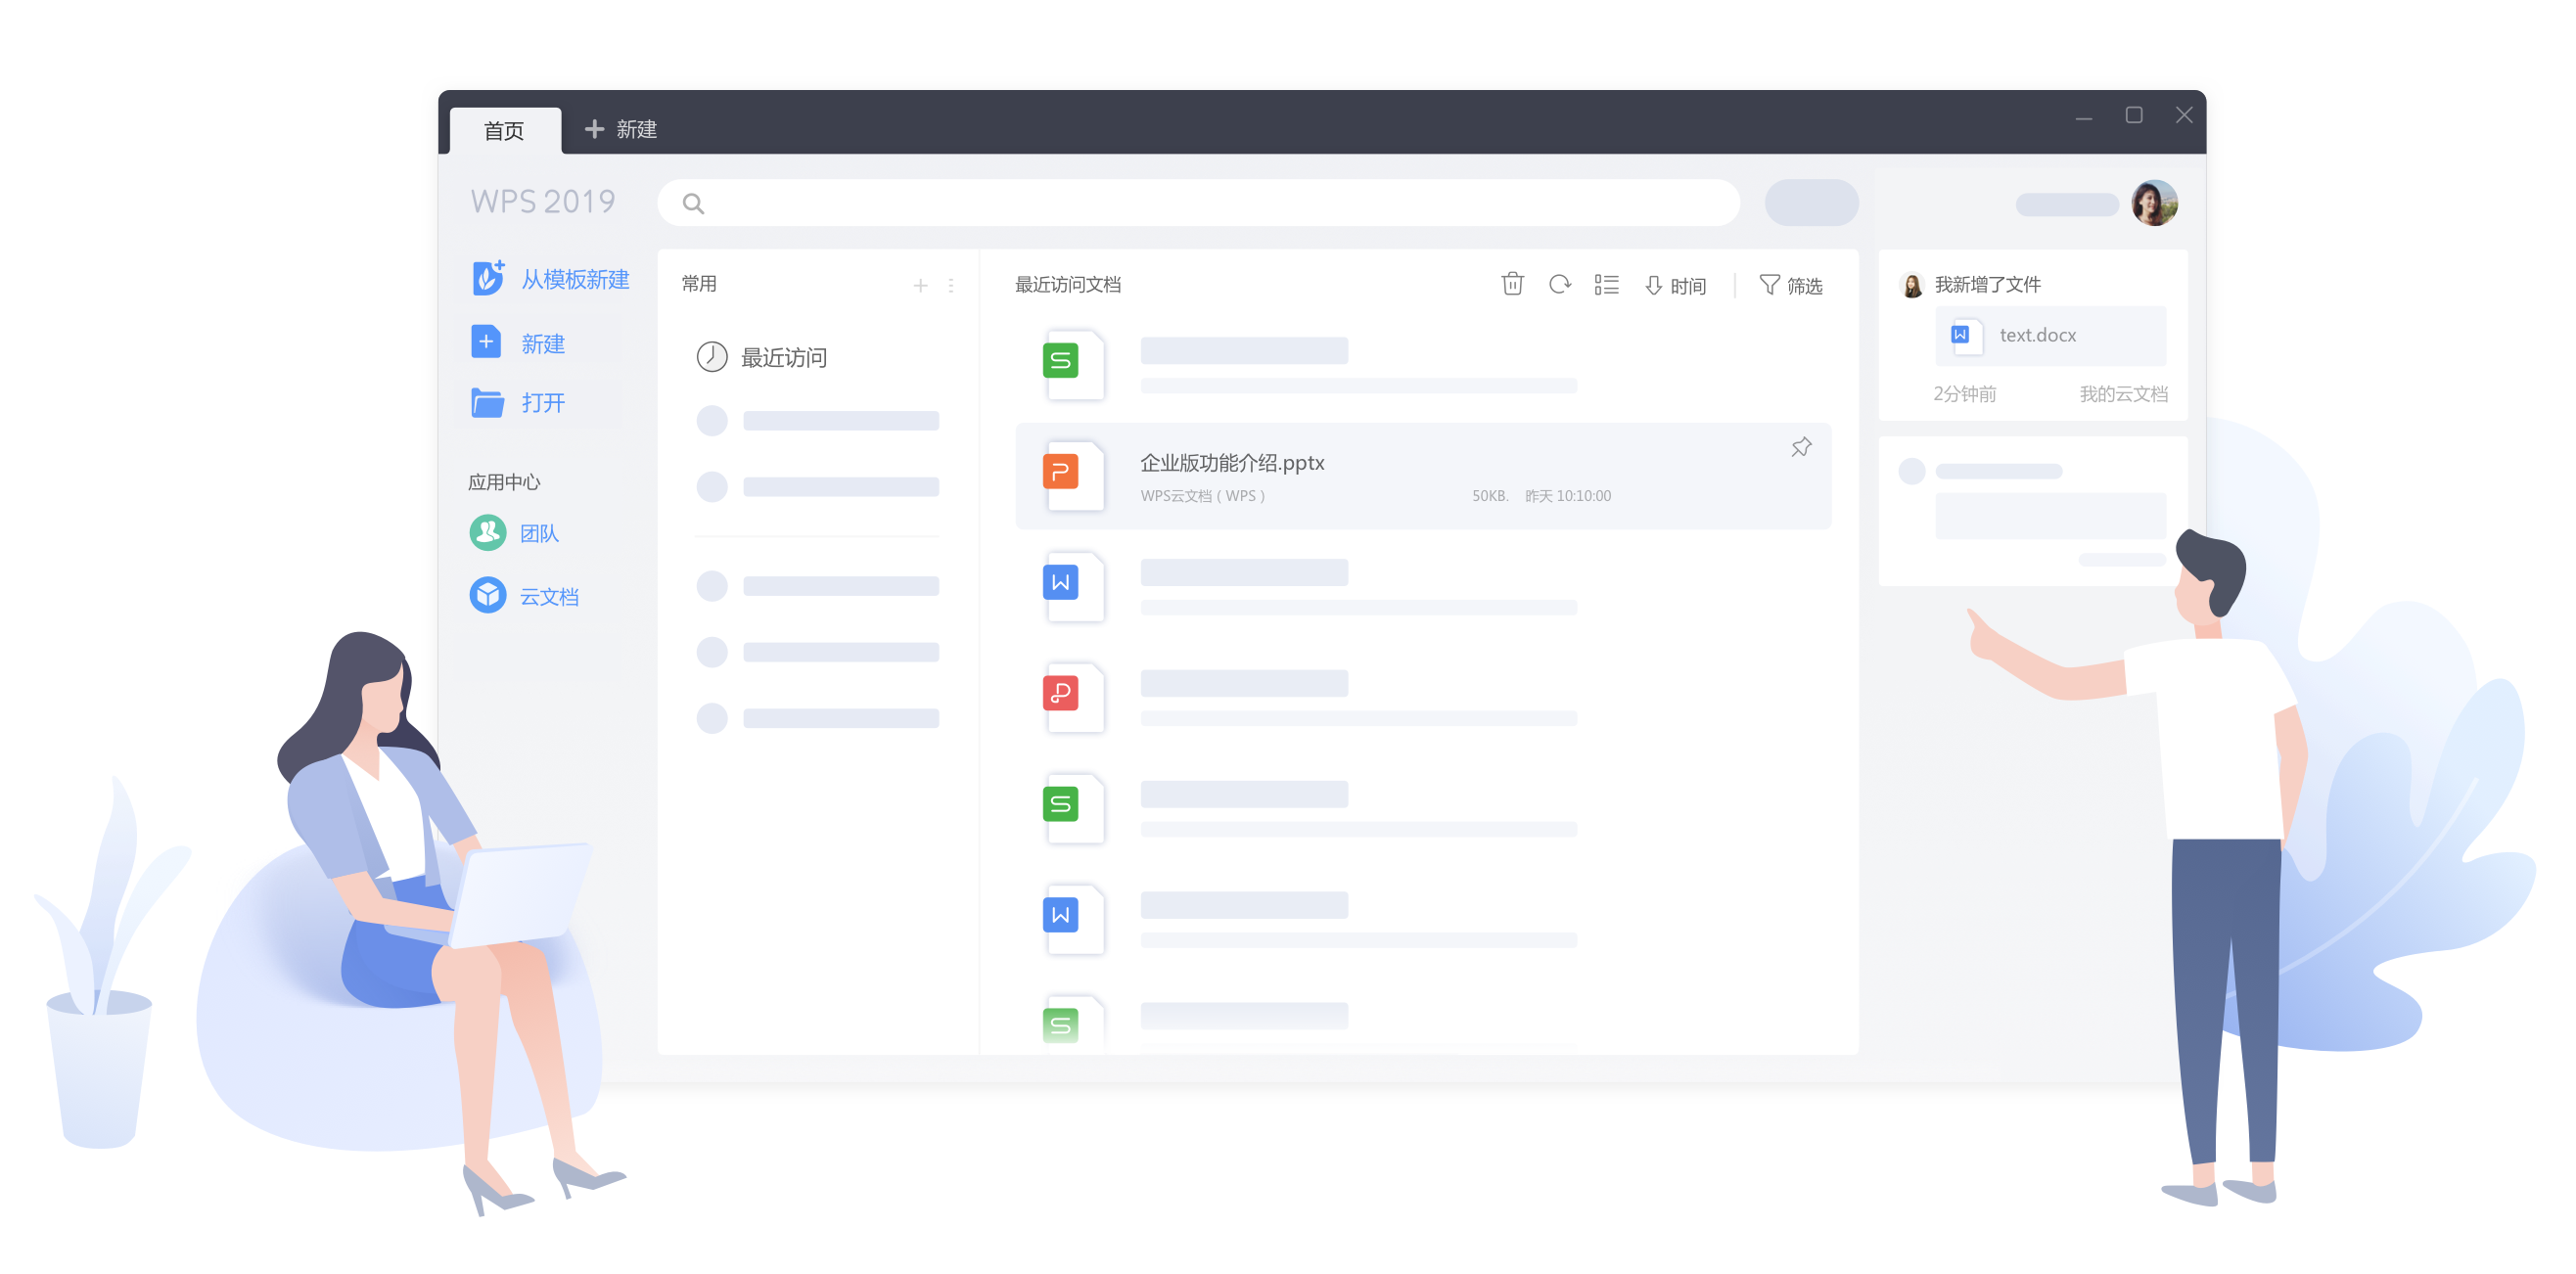 首页
新建
WPS 2019
从模板新建
新建
打开
应用中心
团队
云文档
常用
最近访问
最近访问文档
时间
筛选
企业版功能介绍.pptx
WPS云文档 ( WPS )
50KB.
昨天 10:10:00
我新增了文件
text.docx
2分钟前
我的云文档